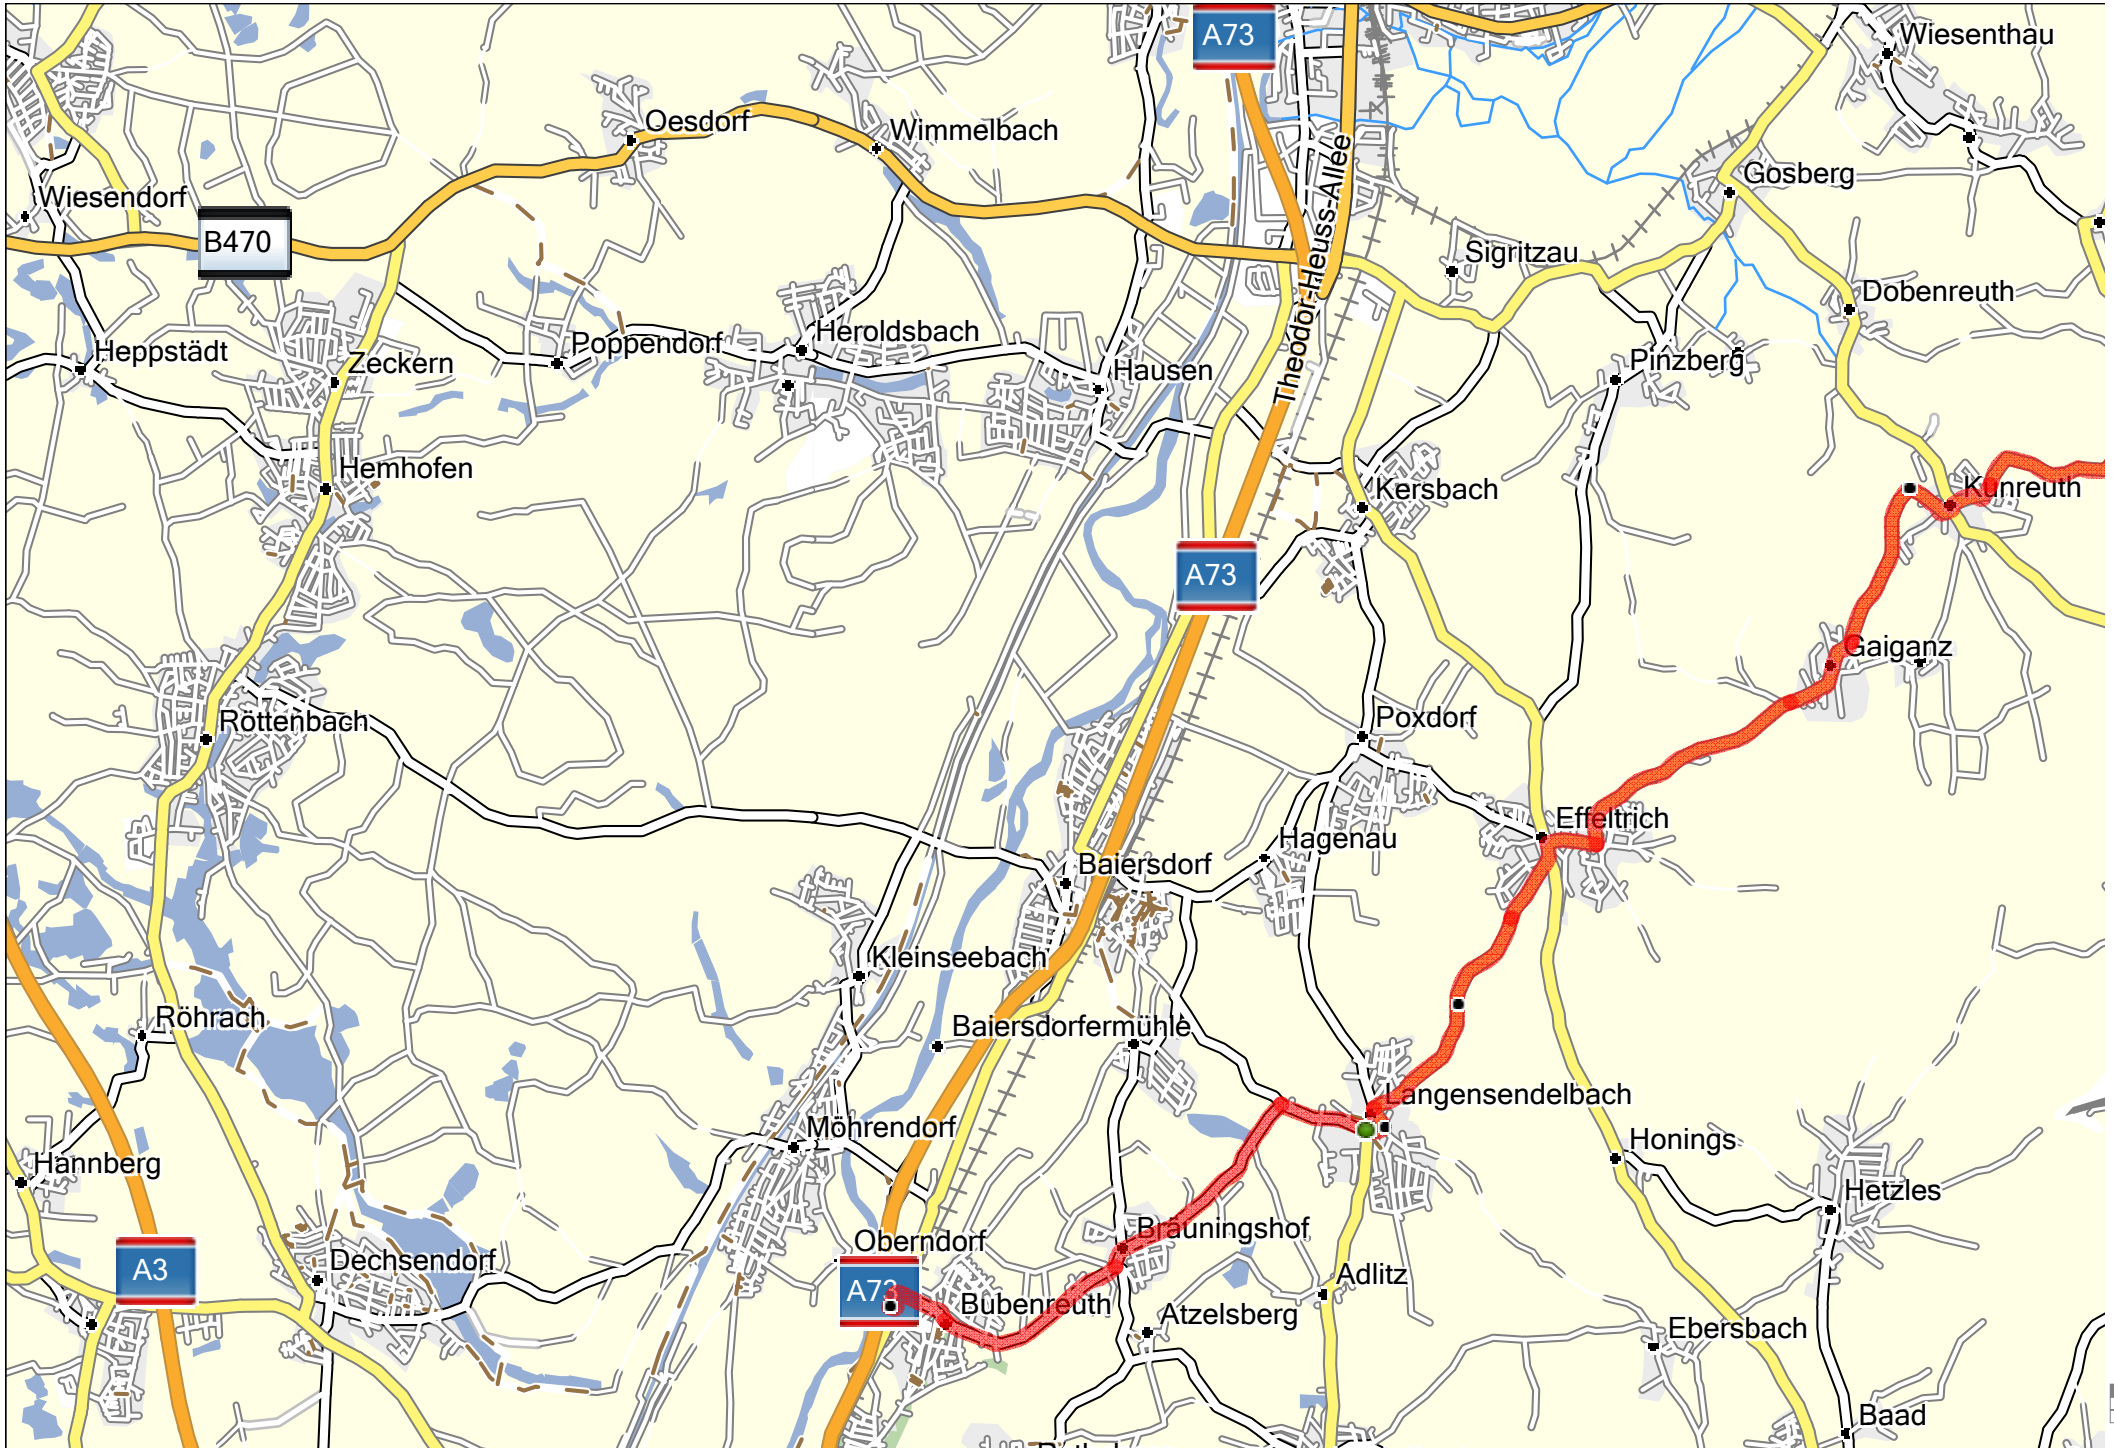 A73
Wiesenthau
Oesdorf
Wimmelbach
Theodor-Heuss-Allee
Gosberg
Wiesendorf
B470
Sigritzau
Dobenreuth
Heppstädt
Zeckern
Poppendorf
Heroldsbach
Hausen
Pinzberg
Hemhofen
Kersbach
Kunreuth
A73
Gaiganz
Röttenbach
Poxdorf
Effeltrich
Hagenau
Baiersdorf
Kleinseebach
Röhrach
Baiersdorfermühle
Langensendelbach
Möhrendorf
Honings
Hannberg
Hetzles
Bräuningshof
Oberndorf
Dechsendorf
A3
Adlitz
A73
Bubenreuth
Atzelsberg
Ebersbach
Baad